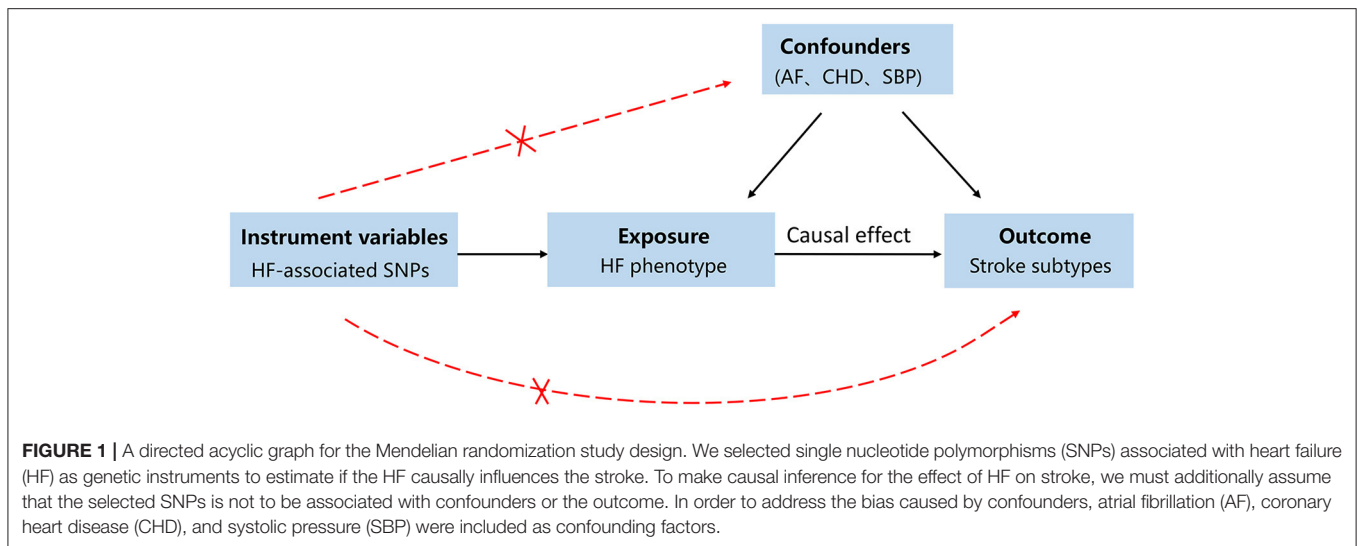 Confounders
(AF、CHD、SBP)
Instrument variables
HF-associated SNPs
Exposure
HF phenotype
Causal effect
Outcome
Stroke subtypes
FIGURE 1 | A directed acyclic graph for the Mendelian randomization study design. We selected single nucleotide polymorphisms (SNPs) associated with heart failure
(HF) as genetic instruments to estimate if the HF causally influences the stroke. To make causal inference for the effect of HF on stroke, we must additionally assume
that the selected SNPs is not to be associated with confounders or the outcome. In order to address the bias caused by confounders, atrial fibrillation (AF), coronary
heart disease (CHD), and systolic pressure (SBP) were included as confounding factors.